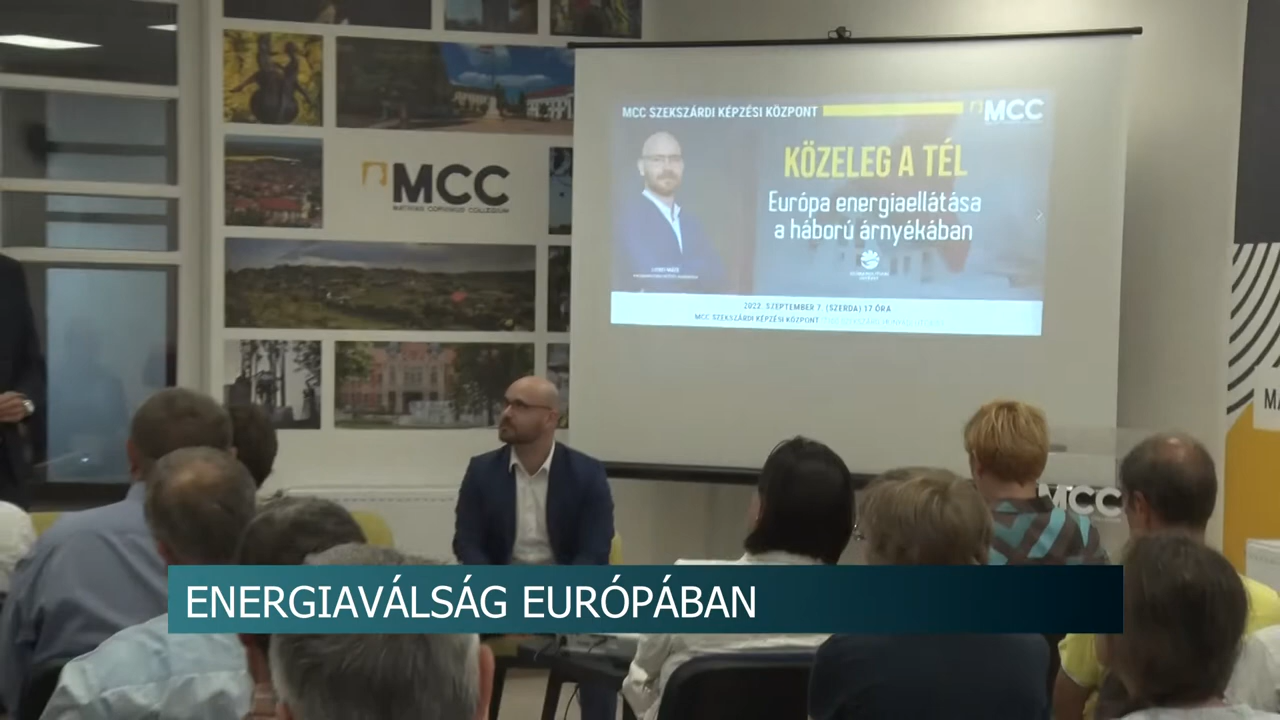 MCC SZEKSZÁRDI KÉPZÉSI KÖZPONT
MCC
KÖZELEG A TÉL
Európa energiaellátása
a háború árnyékában
2022. SZEPTEMBER 7. (SZERDA) 17 ÓRA
MCC SZEKSZÁRDI KÉPZÉSI KÖZPONT
MCC
MATHIAS CORVINUS COLLEGIUM
MCC
MA
ENERGIAVÁLSÁG EURÓPÁBAN